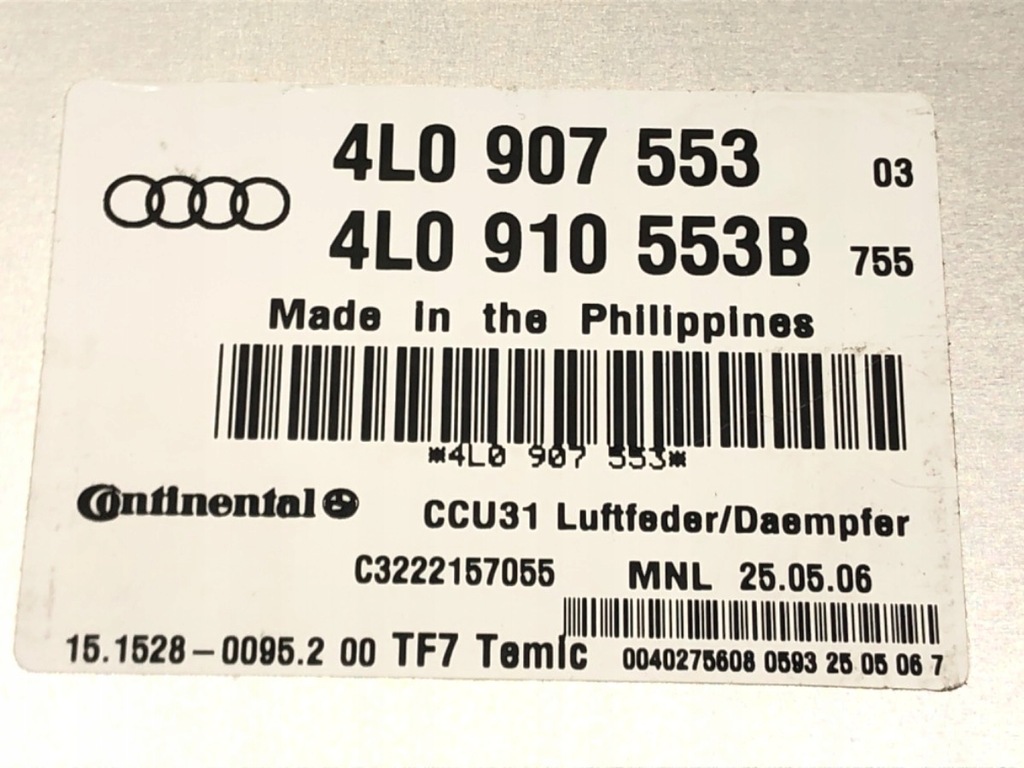 4L0 907 553 03
4L0 910 553B 755
Made in the Philippines
*4L0 907 553*
Continental
CCU31 Luftfeder/Daempfer
C3222157055 MNL 25.05.06
15.1528-0095.2 00 TF7 Temic 0040275608 0593 25 05 06 7